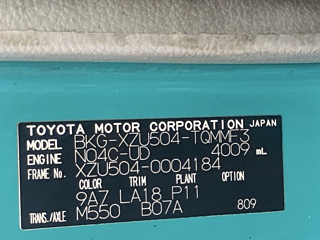 TOYOTA MOTOR CORPORATION JAPAN
MODEL BKG-XZU504-TQMMF3
ENGINE N04C-UD 4009 mL
FRAME No. XZU504-0004184
COLOR TRIM PLANT OPTION
9A7 LA18 P11
TRANS./AXLE M550 B07A 809